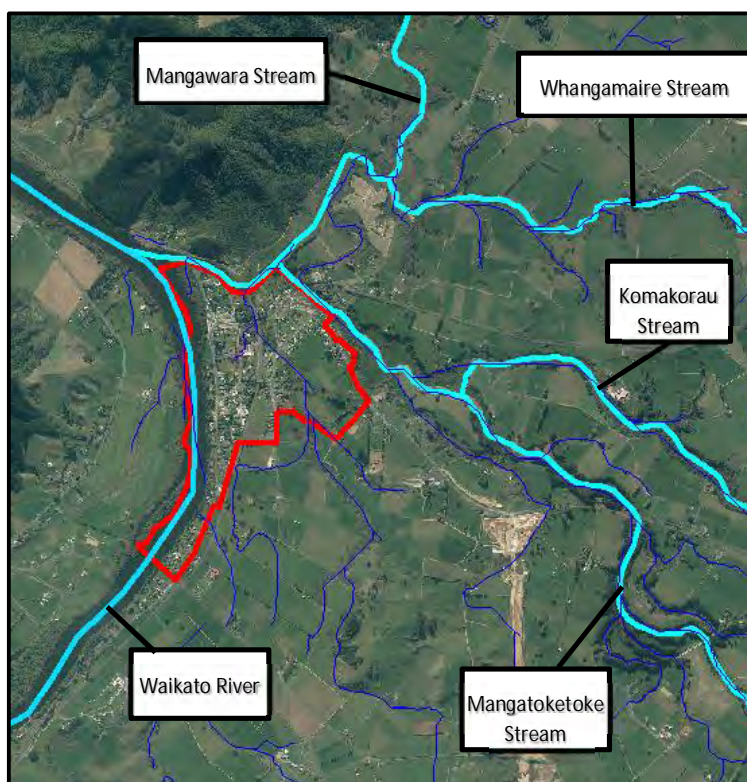 Mangawara Stream
Whangamaire Stream
Komakorau
Stream
Waikato River
Mangatoketoke
Stream